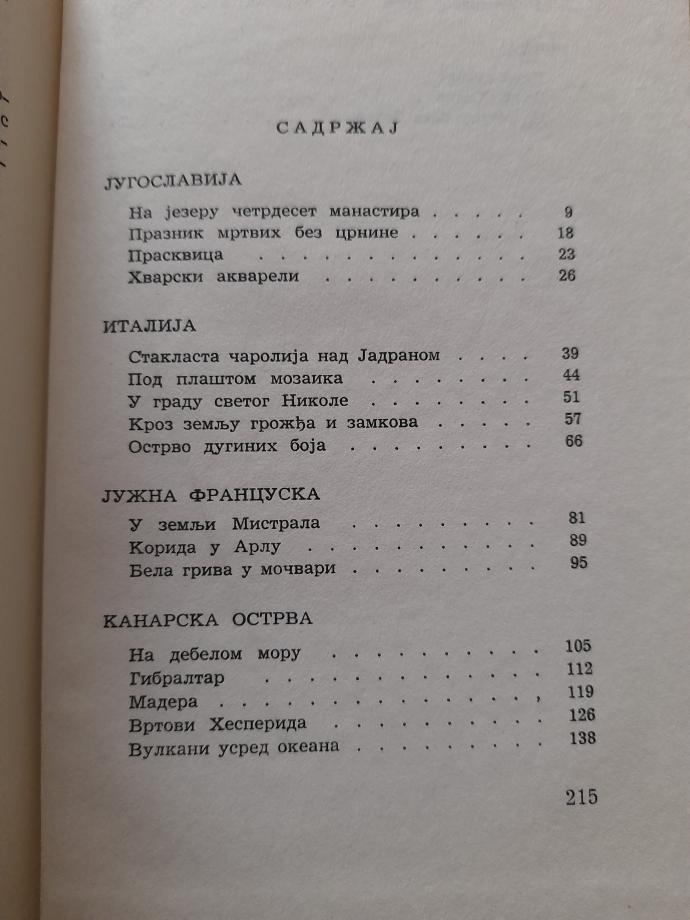 САДРЖАЈ
ЈУГОСЛАВИЈА
На језеру четрдесет манастира . . . . . 9
Празник мртвих без црнине . . . . . . 18
Прасквица . . . . . . . . . 23
Хварски акварели . . . . . . . . . . 26
ИТАЛИЈА
Стакласта чаролија над Јадраном . . . . 39
Под плаштом мозаика . . . . . . . . 44
У граду светог Николе . . . . . . . . 51
Кроз земљу грожђа и замкова . . . . . 57
Острво дугиних боја . . . . . . . . . 66
ЈУЖНА ФРАНЦУСКА
У земљи Мистрала . . . . . . . . . 81
Корида у Арлу . . . . . . . . . . . 89
Бела грива у мочвари . . . . . . . . . 95
КАНАРСКА ОСТРВА
На дебелом мору . . . . . . . . . . 105
Гибралтар . . . . . . . . . . . . 112
Мадера . . . . . . . . . . . . . . , 119
Вртови Хесперида . . . . . . . . . . 126
Вулкани усред океана . . . . . . . . . 138
215